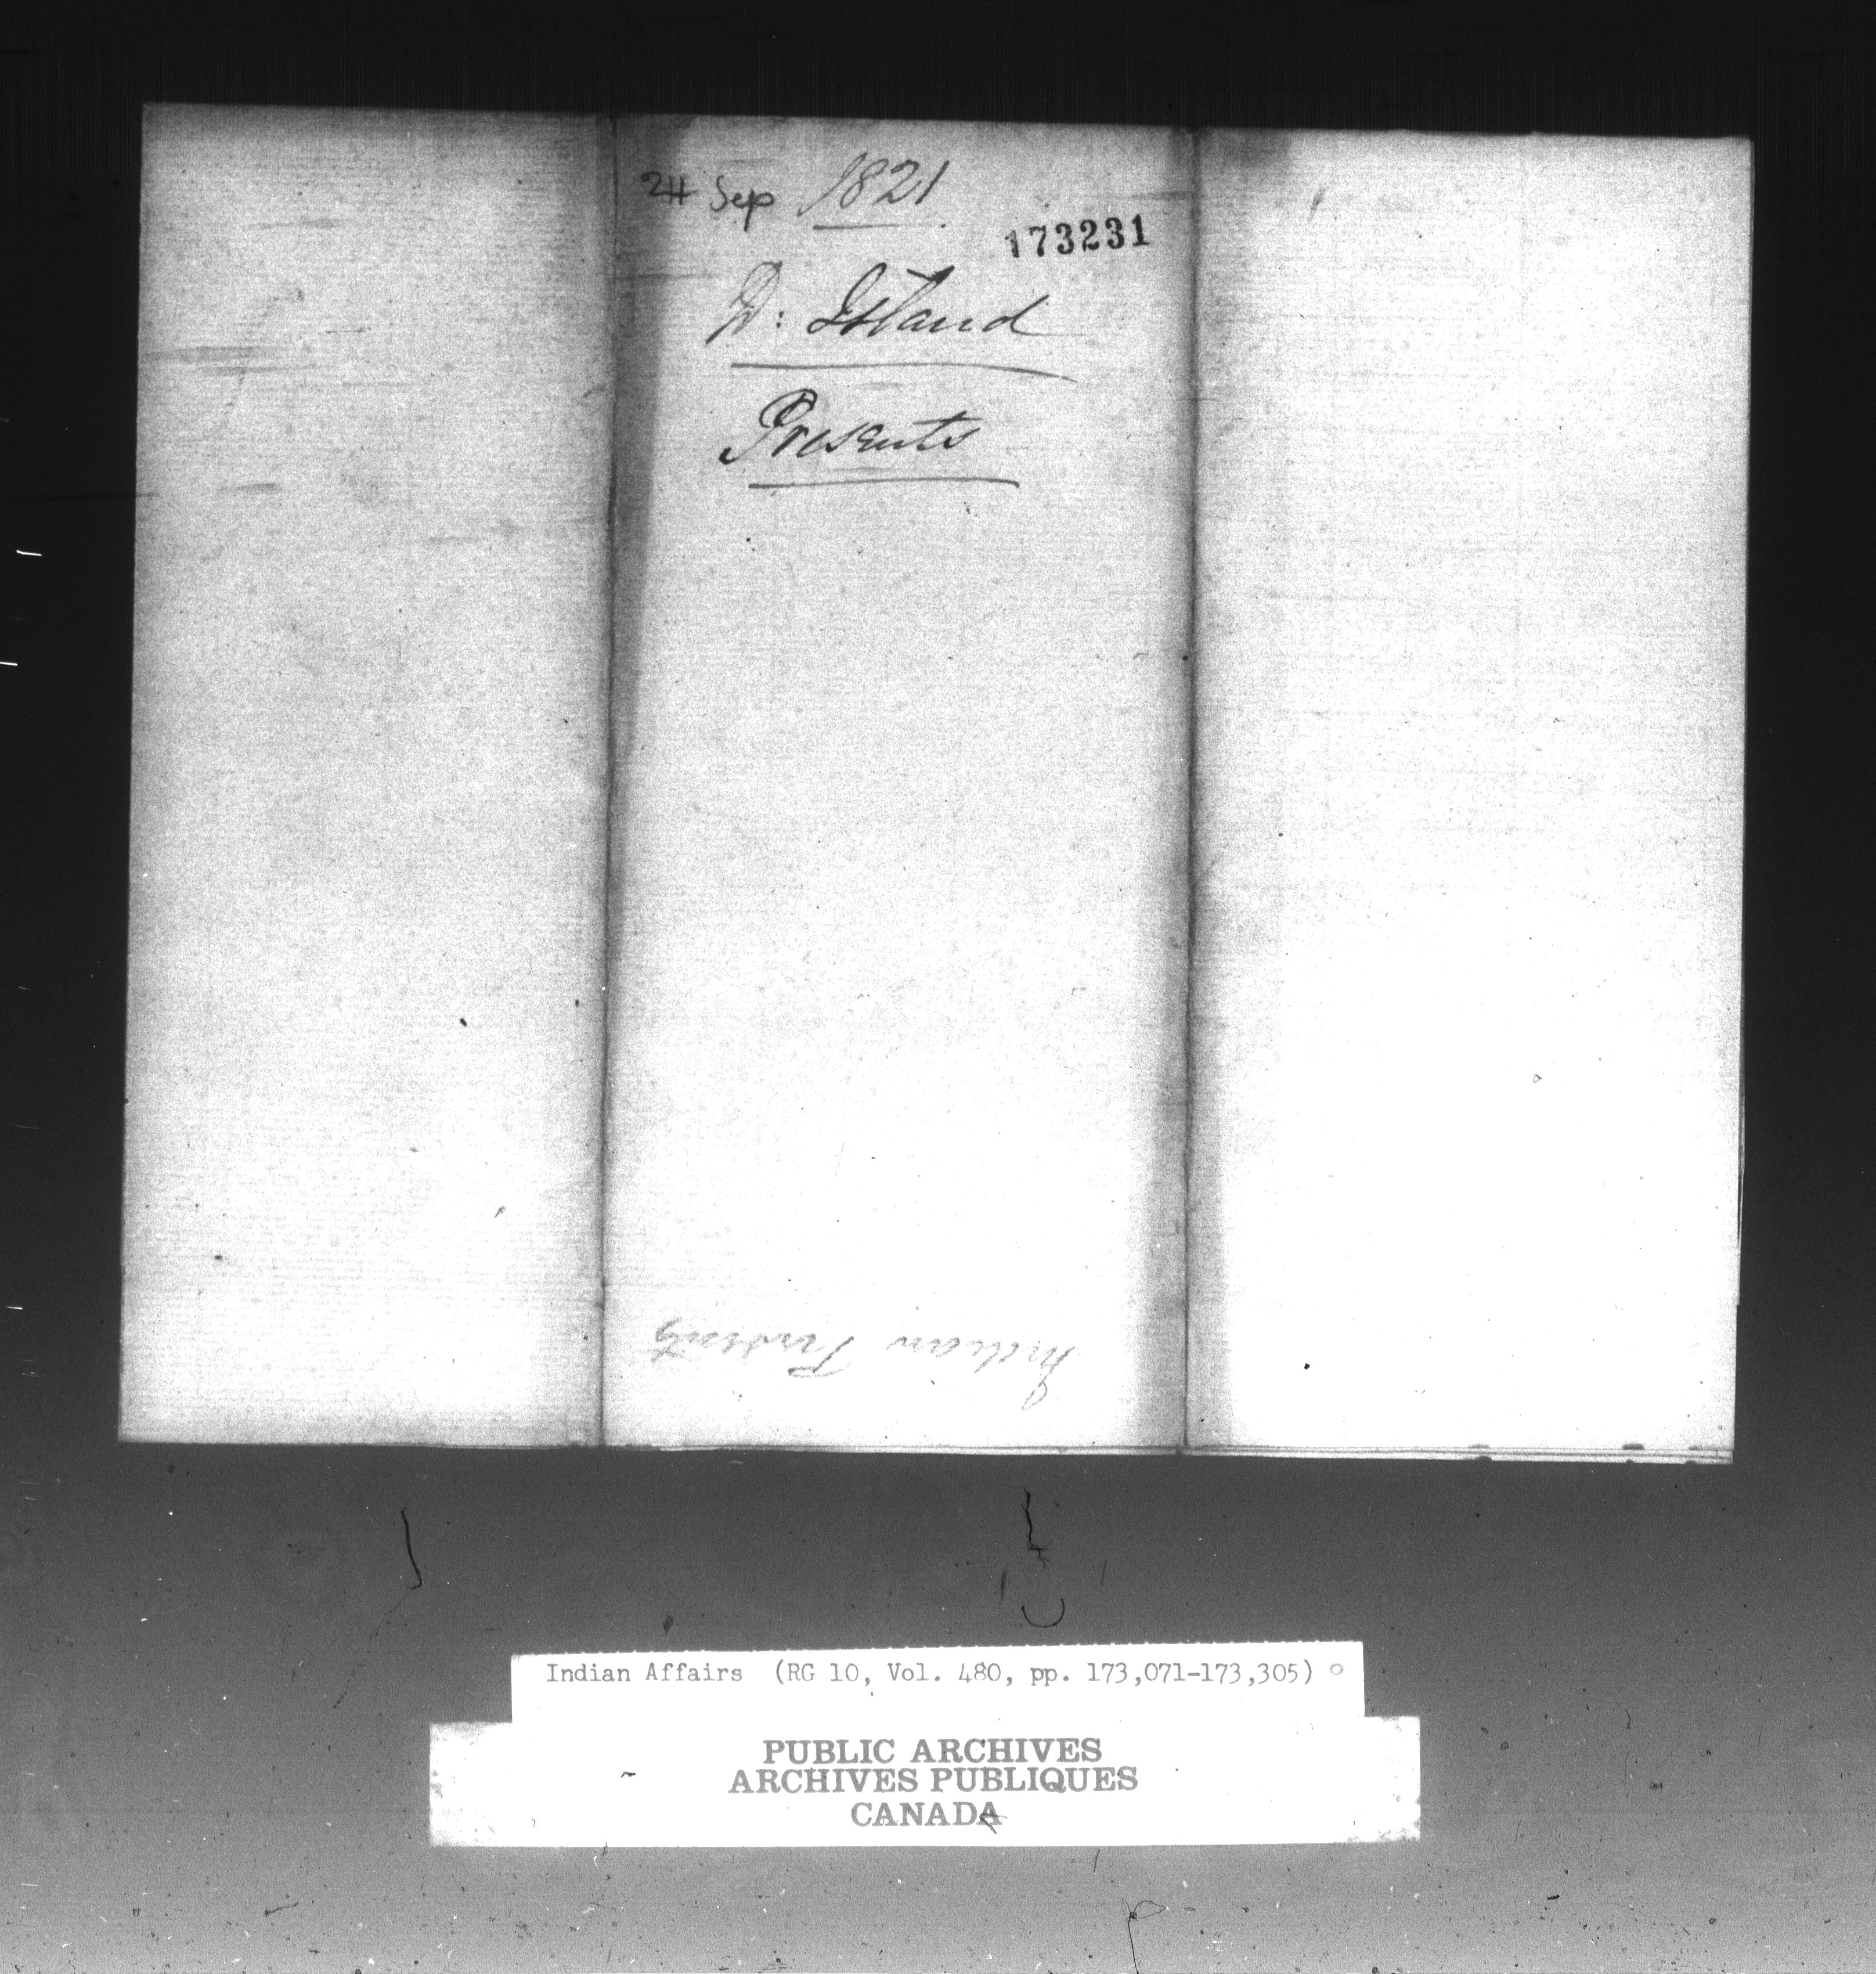 24 Sep 1821
173231
D: Island
Presents
Indian Presents
Indian Affairs (RG 10, Vol. 480, pp. 173,071-173,305)
PUBLIC ARCHIVES
ARCHIVES PUBLIQUES
CANADA